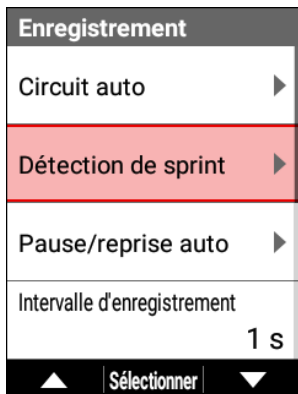 Enregistrement
Circuit auto
Détection de sprint
Pause/reprise auto
Intervalle d'enregistrement
1 s
Sélectionner